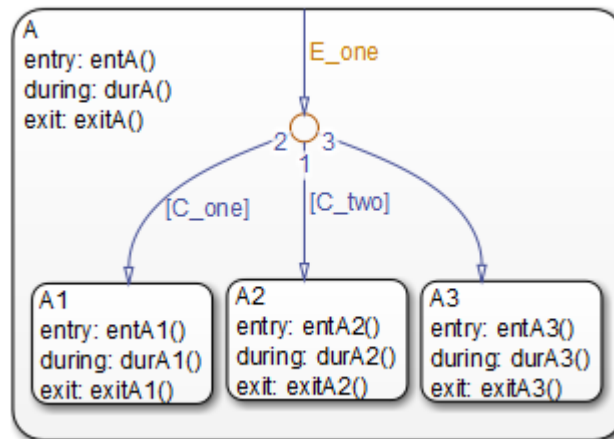 A
entry: entA()
during: durA()
exit: exitA()
E_one
2
3
1
[C_one]
[C_two]
A1
entry: entA1()
during: durA1()
exit: exitA1()
A2
entry: entA2()
during: durA2()
exit: exitA2()
A3
entry: entA3()
during: durA3()
exit: exitA3()